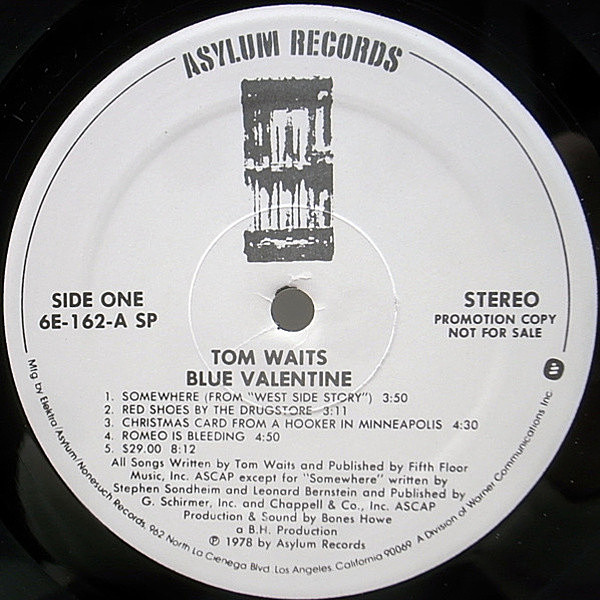 ASYLUM RECORDS
SIDE ONE
6E-162-A SP
STEREO
PROMOTION COPY
NOT FOR SALE
TOM WAITS
BLUE VALENTINE
1. SOMEWHERE (FROM "WEST SIDE STORY") 3:50
2. RED SHOES BY THE DRUGSTORE 3:11
3. CHRISTMAS CARD FROM A HOOKER IN MINNEAPOLIS 4:30
4. ROMEO IS BLEEDING 4:50
5. $29.00 8:12
All Songs Written by Tom Waits and Published by Fifth Floor
Music, Inc. ASCAP except for "Somewhere" written by
Stephen Sondheim and Leonard Bernstein and Published by
G. Schirmer, Inc. and Chappell & Co., Inc. ASCAP
Production & Sound by Bones Howe
a B.H. Production
℗ 1978 by Asylum Records
Mfg. by Elektra/Asylum/Nonesuch Records, 962 North La Cienega Blvd. Los Angeles, California 90069 A Division of Warner Communications Inc